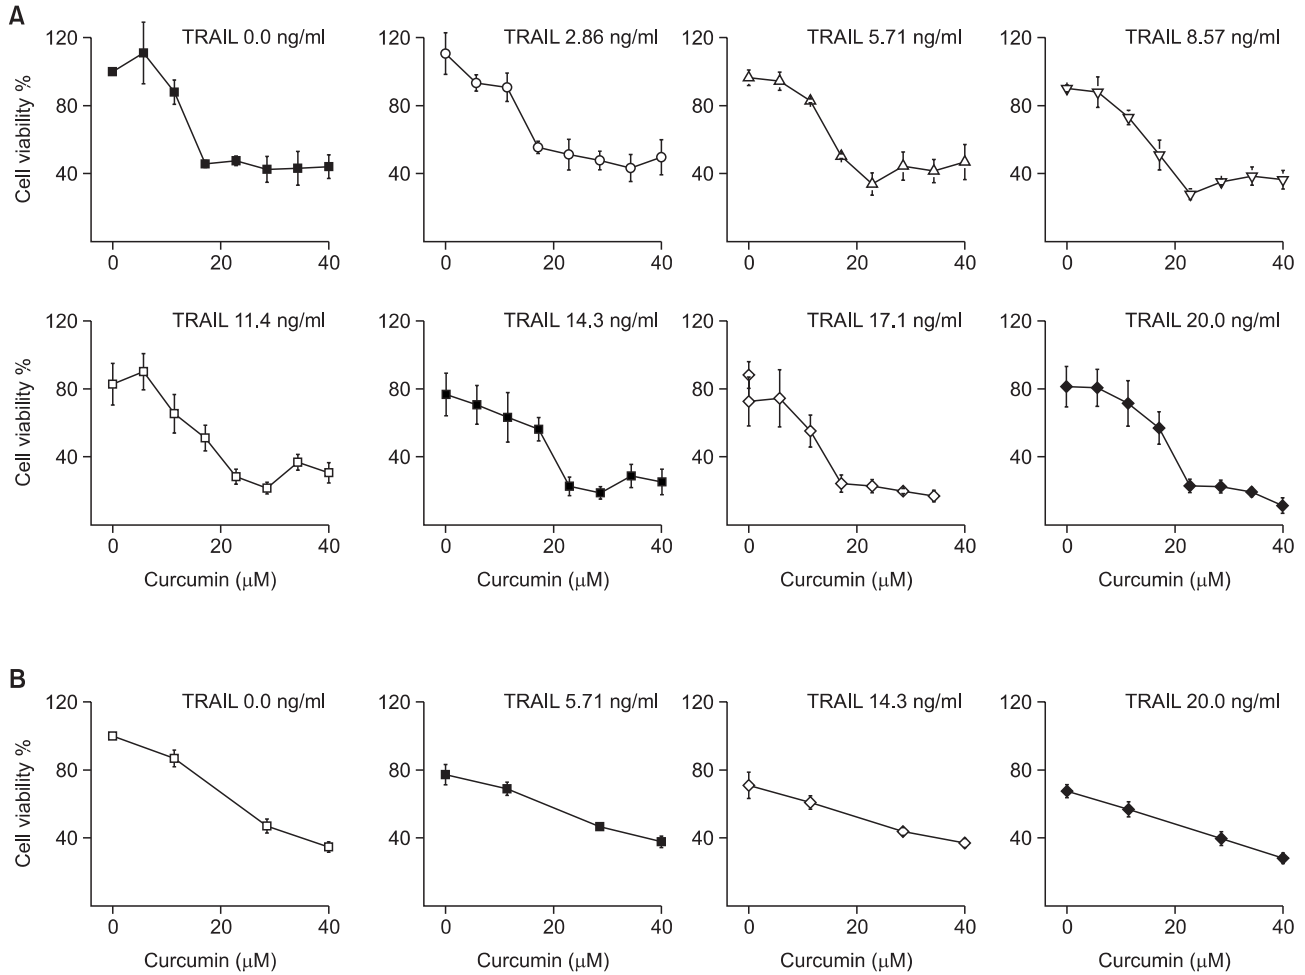 A
TRAIL 0.0 ng/ml
TRAIL 2.86 ng/ml
TRAIL 5.71 ng/ml
TRAIL 8.57 ng/ml
120 120 120 120
80 80 80 80
40 40 40 40
Cell viability %
0 20 40 0 20 40 0 20 40 0 20 40
TRAIL 11.4 ng/ml
TRAIL 14.3 ng/ml
TRAIL 17.1 ng/ml
TRAIL 20.0 ng/ml
120 120 120 120
80 80 80 80
40 40 40 40
Cell viability %
0 20 40 0 20 40 0 20 40 0 20 40
Curcumin (μM) Curcumin (μM) Curcumin (μM) Curcumin (μM)
B
TRAIL 0.0 ng/ml
TRAIL 5.71 ng/ml
TRAIL 14.3 ng/ml
TRAIL 20.0 ng/ml
120 120 120 120
80 80 80 80
40 40 40 40
Cell viability %
0 20 40 0 20 40 0 20 40 0 20 40
Curcumin (μM) Curcumin (μM) Curcumin (μM) Curcumin (μM)